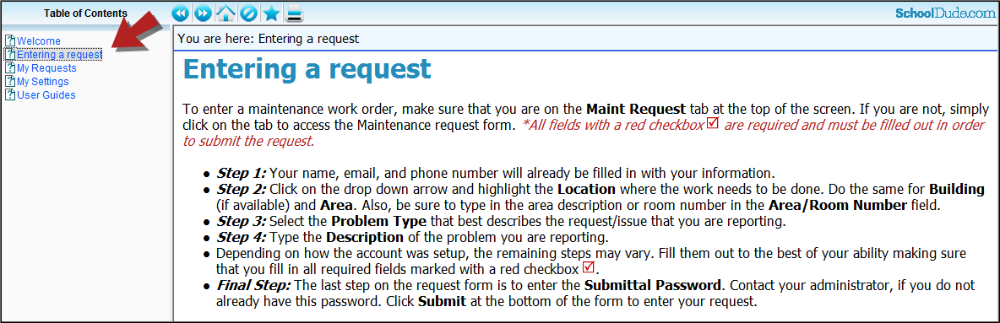 Table of Contents
SchoolDude.com
Welcome
Entering a request
My Requests
My Settings
User Guides
You are here: Entering a request
Entering a request
To enter a maintenance work order, make sure that you are on the Maint Request tab at the top of the screen. If you are not, simply
click on the tab to access the Maintenance request form. *All fields with a red checkbox are required and must be filled out in order
to submit the request.
• Step 1: Your name, email, and phone number will already be filled in with your information.
• Step 2: Click on the drop down arrow and highlight the Location where the work needs to be done. Do the same for Building
(if available) and Area. Also, be sure to type in the area description or room number in the Area/Room Number field.
• Step 3: Select the Problem Type that best describes the request/issue that you are reporting.
• Step 4: Type the Description of the problem you are reporting.
• Depending on how the account was setup, the remaining steps may vary. Fill them out to the best of your ability making sure
that you fill in all required fields marked with a red checkbox .
• Final Step: The last step on the request form is to enter the Submittal Password. Contact your administrator, if you do not
already have this password. Click Submit at the bottom of the form to enter your request.